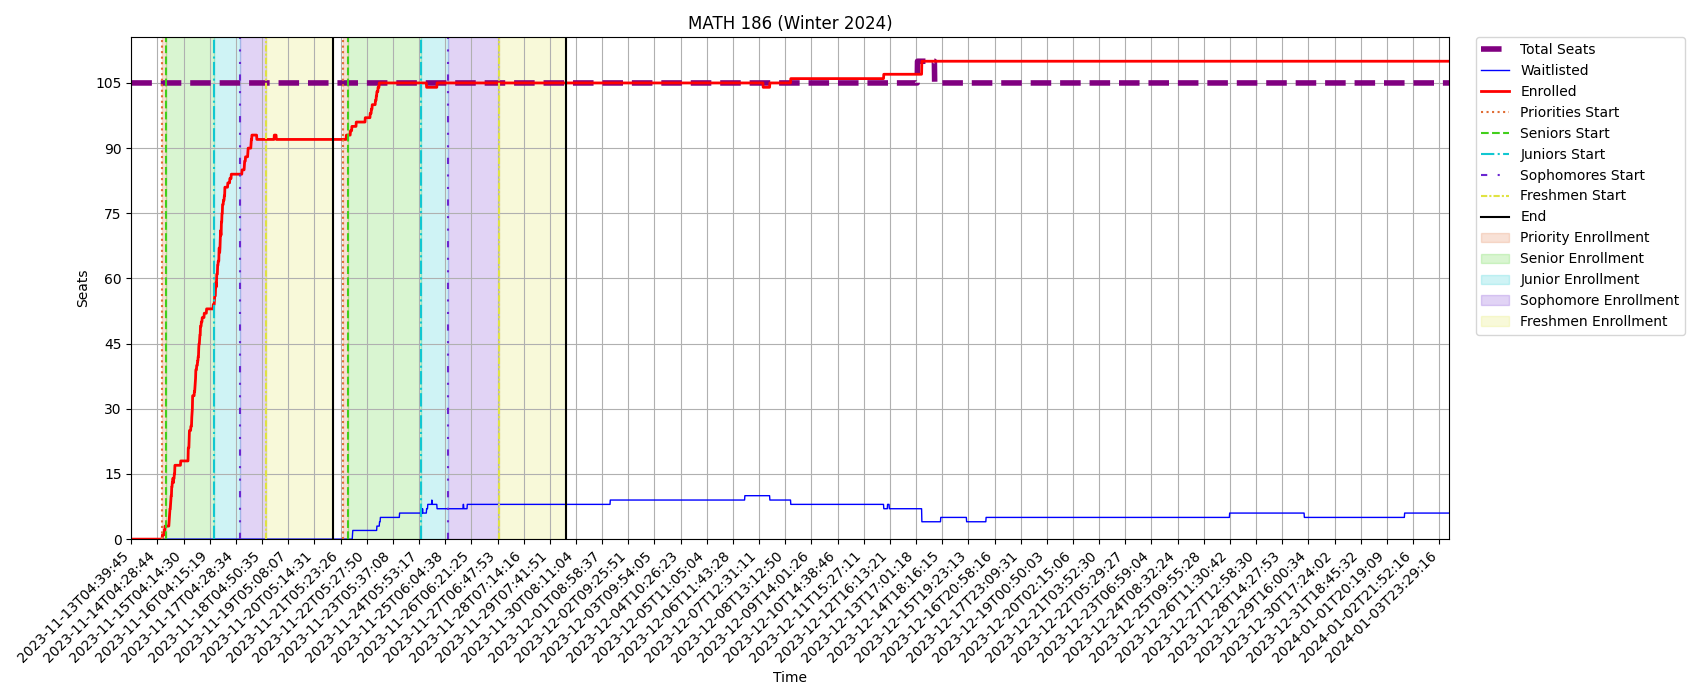 MATH 186 (Winter 2024)
Seats
105
90
75
60
45
30
15
0
2023-11-13T04:39:45
2023-11-14T04:28:44
2023-11-15T04:14:30
2023-11-16T04:15:19
2023-11-17T04:28:34
2023-11-18T04:50:35
2023-11-19T05:08:07
2023-11-20T05:14:31
2023-11-21T05:23:26
2023-11-22T05:27:50
2023-11-23T05:37:08
2023-11-24T05:53:17
2023-11-26T06:04:38
2023-11-26T06:21:25
2023-11-27T06:47:53
2023-11-28T07:14:16
2023-11-29T07:41:51
2023-11-30T08:11:04
2023-12-01T08:58:37
2023-12-02T09:25:51
2023-12-03T09:54:05
2023-12-04T10:26:23
2023-12-05T11:05:04
2023-12-06T11:43:28
2023-12-07T12:31:11
2023-12-08T13:12:50
2023-12-09T14:01:26
2023-12-10T14:38:46
2023-12-11T15:27:11
2023-12-12T16:13:21
2023-12-13T17:01:18
2023-12-14T18:16:15
2023-12-15T19:23:13
2023-12-16T20:58:16
2023-12-17T23:09:31
2023-12-19T00:50:03
2023-12-20T02:15:06
2023-12-21T03:52:30
2023-12-22T05:29:27
2023-12-23T06:59:04
2023-12-24T08:32:24
2023-12-25T09:55:28
2023-12-26T11:30:42
2023-12-27T12:58:30
2023-12-28T14:27:53
2023-12-29T16:00:34
2023-12-30T17:24:02
2023-12-31T18:45:32
2024-01-01T20:19:09
2024-01-02T21:52:16
2024-01-03T23:29:16
Time
Total Seats
Waitlisted
Enrolled
Priorities Start
Seniors Start
Juniors Start
Sophomores Start
Freshmen Start
End
Priority Enrollment
Senior Enrollment
Junior Enrollment
Sophomore Enrollment
Freshmen Enrollment